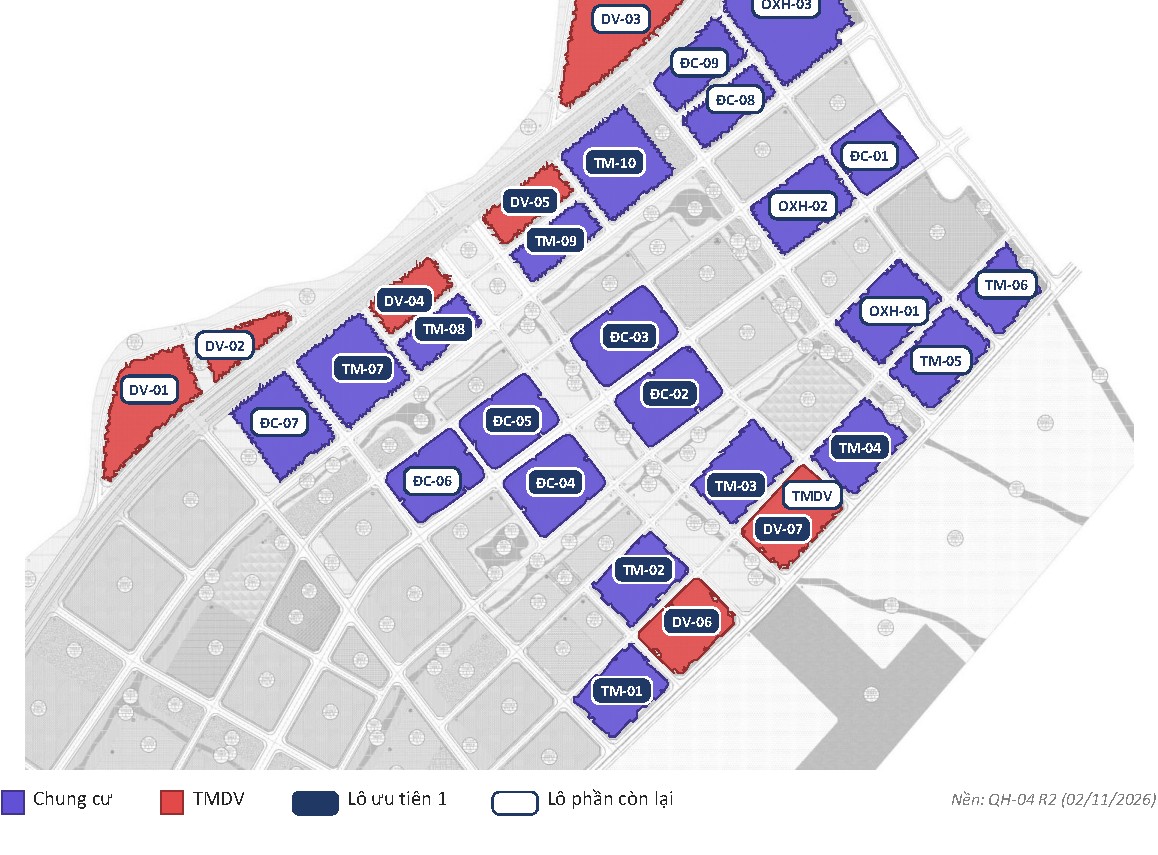 DV-03
OXH-03
ĐC-09
ĐC-08
TM-10
ĐC-01
DV-05
OXH-02
TM-09
TM-06
DV-04
OXH-01
TM-08
ĐC-03
DV-02
TM-05
TM-07
DV-01
ĐC-02
ĐC-07
ĐC-05
TM-04
ĐC-06
ĐC-04
TM-03
TMDV
DV-07
TM-02
DV-06
TM-01
Chung cư
TMDV
Lô ưu tiên 1
Lô phần còn lại
Nền: QH-04 R2 (02/11/2026)